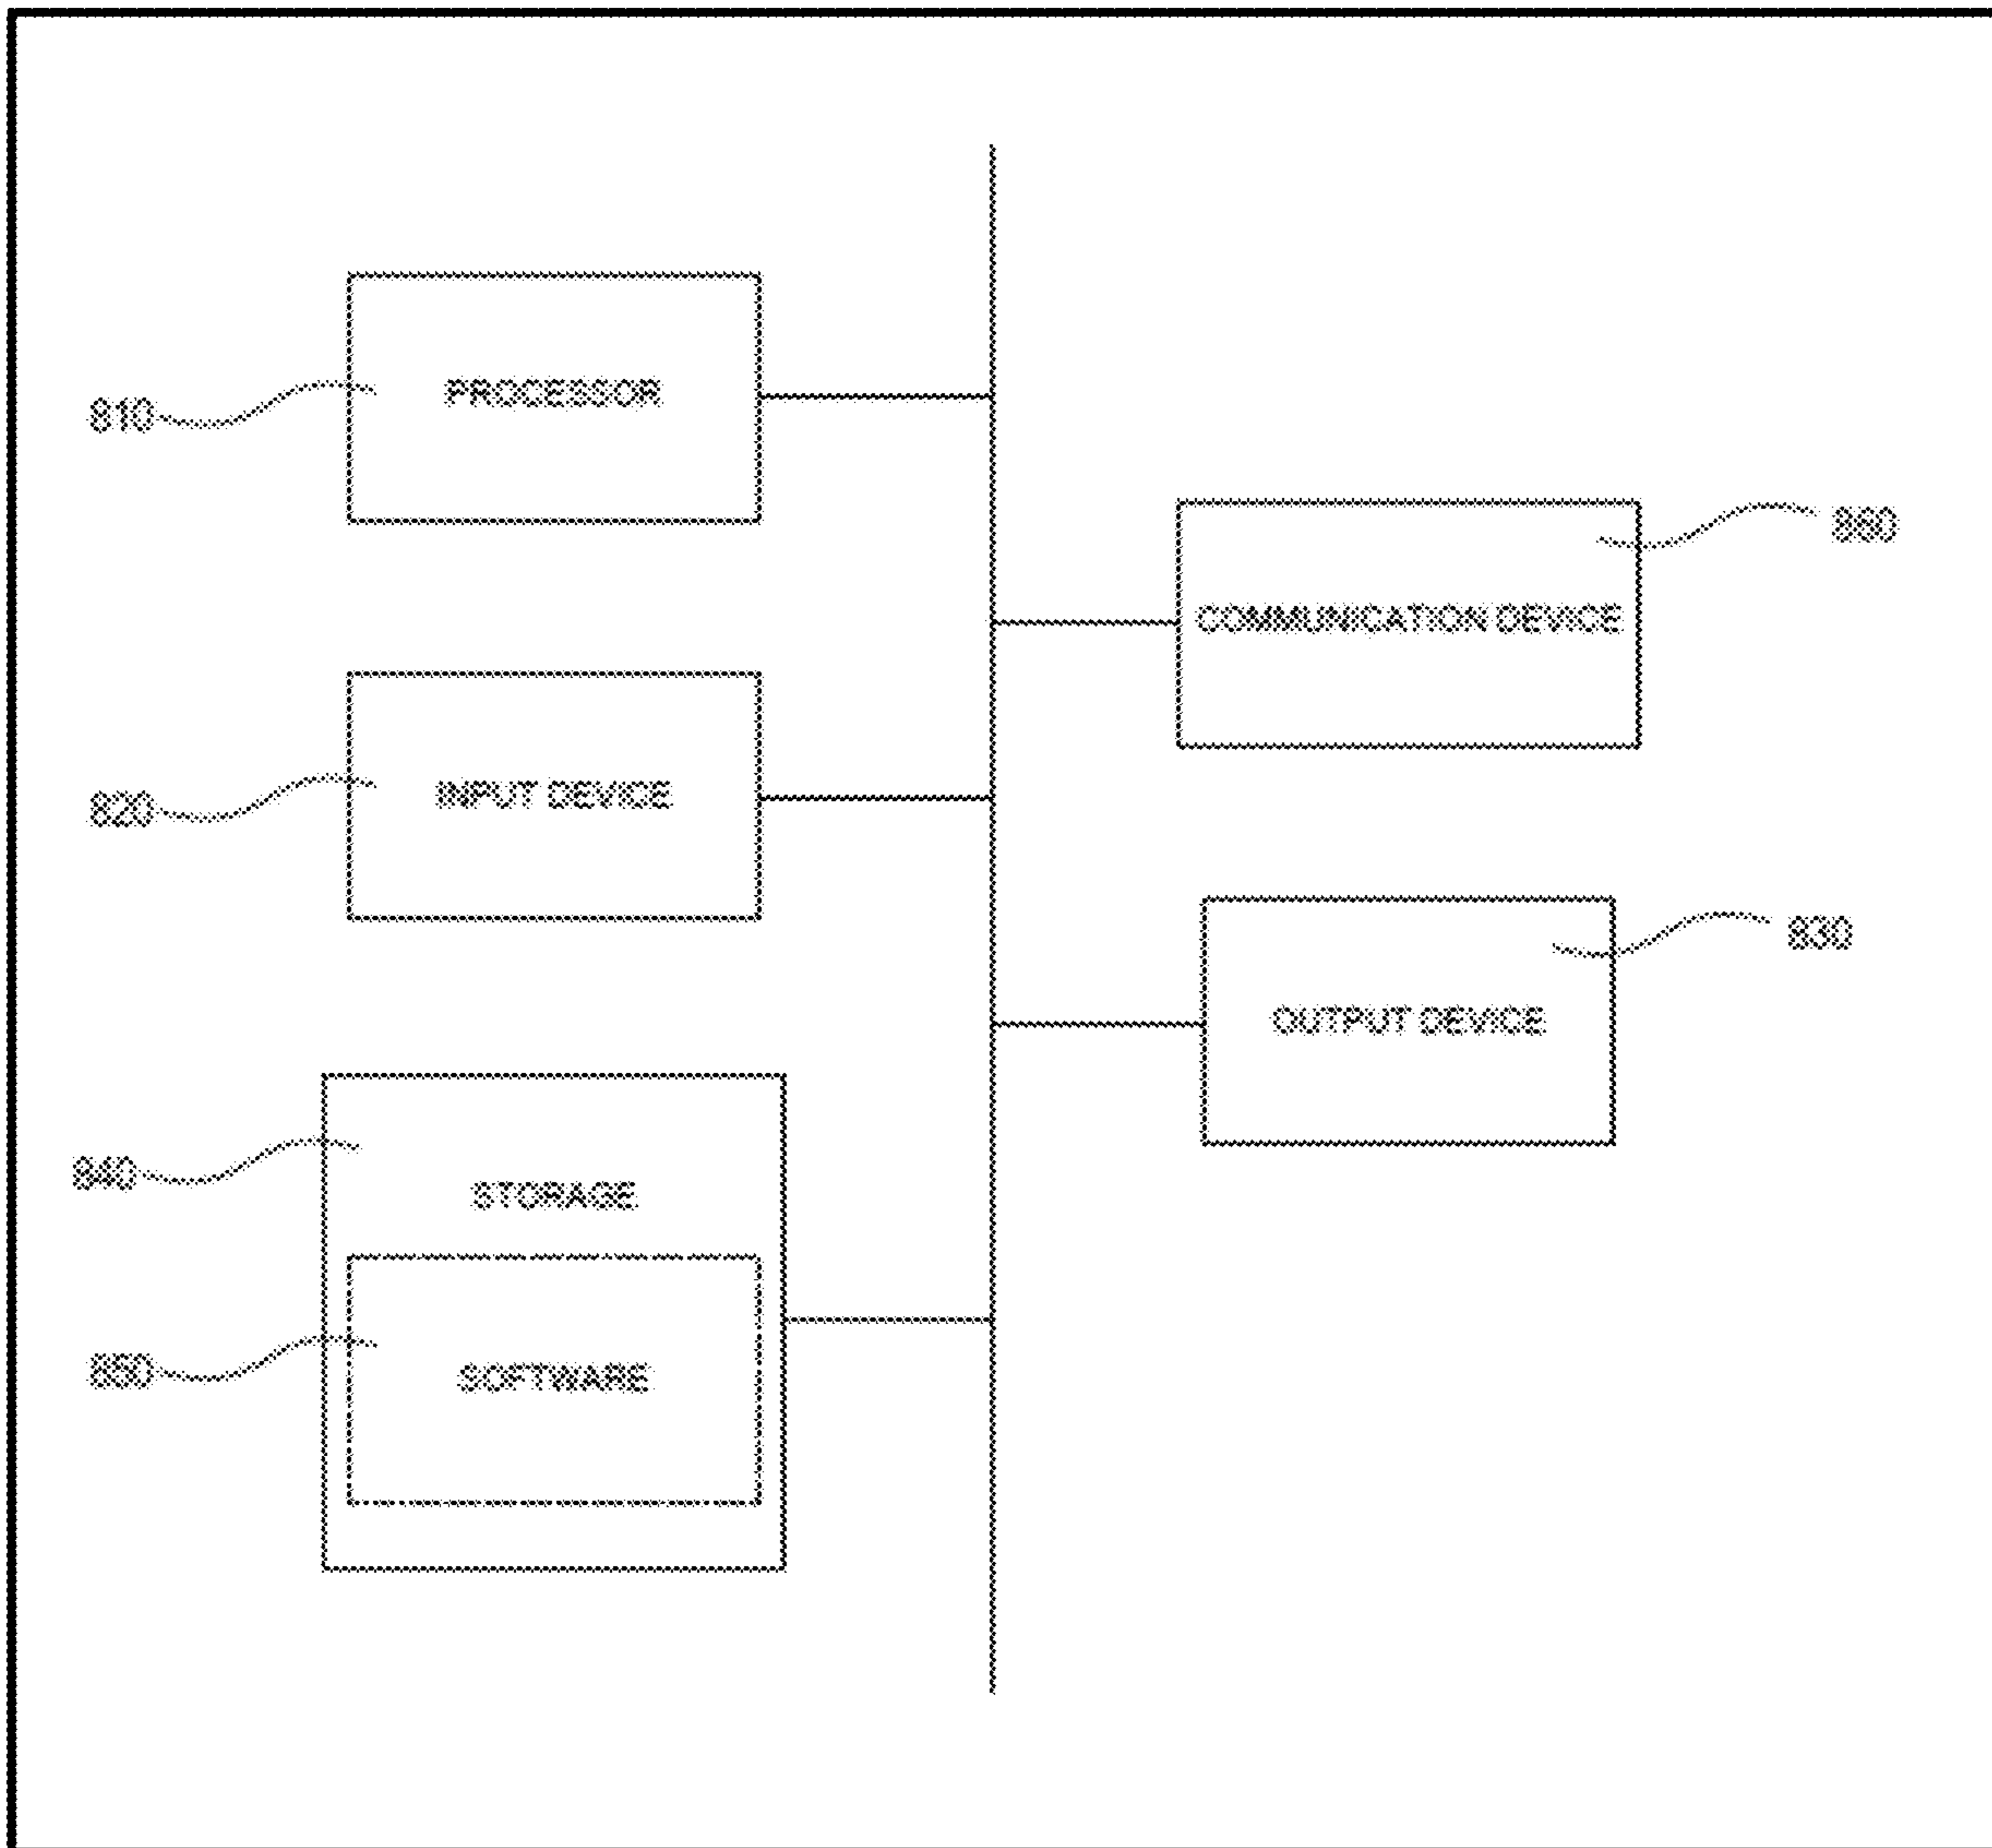 810
PROCESSOR
860
COMMUNICATION DEVICE
820
INPUT DEVICE
830
OUTPUT DEVICE
840
STORAGE
850
SOFTWARE